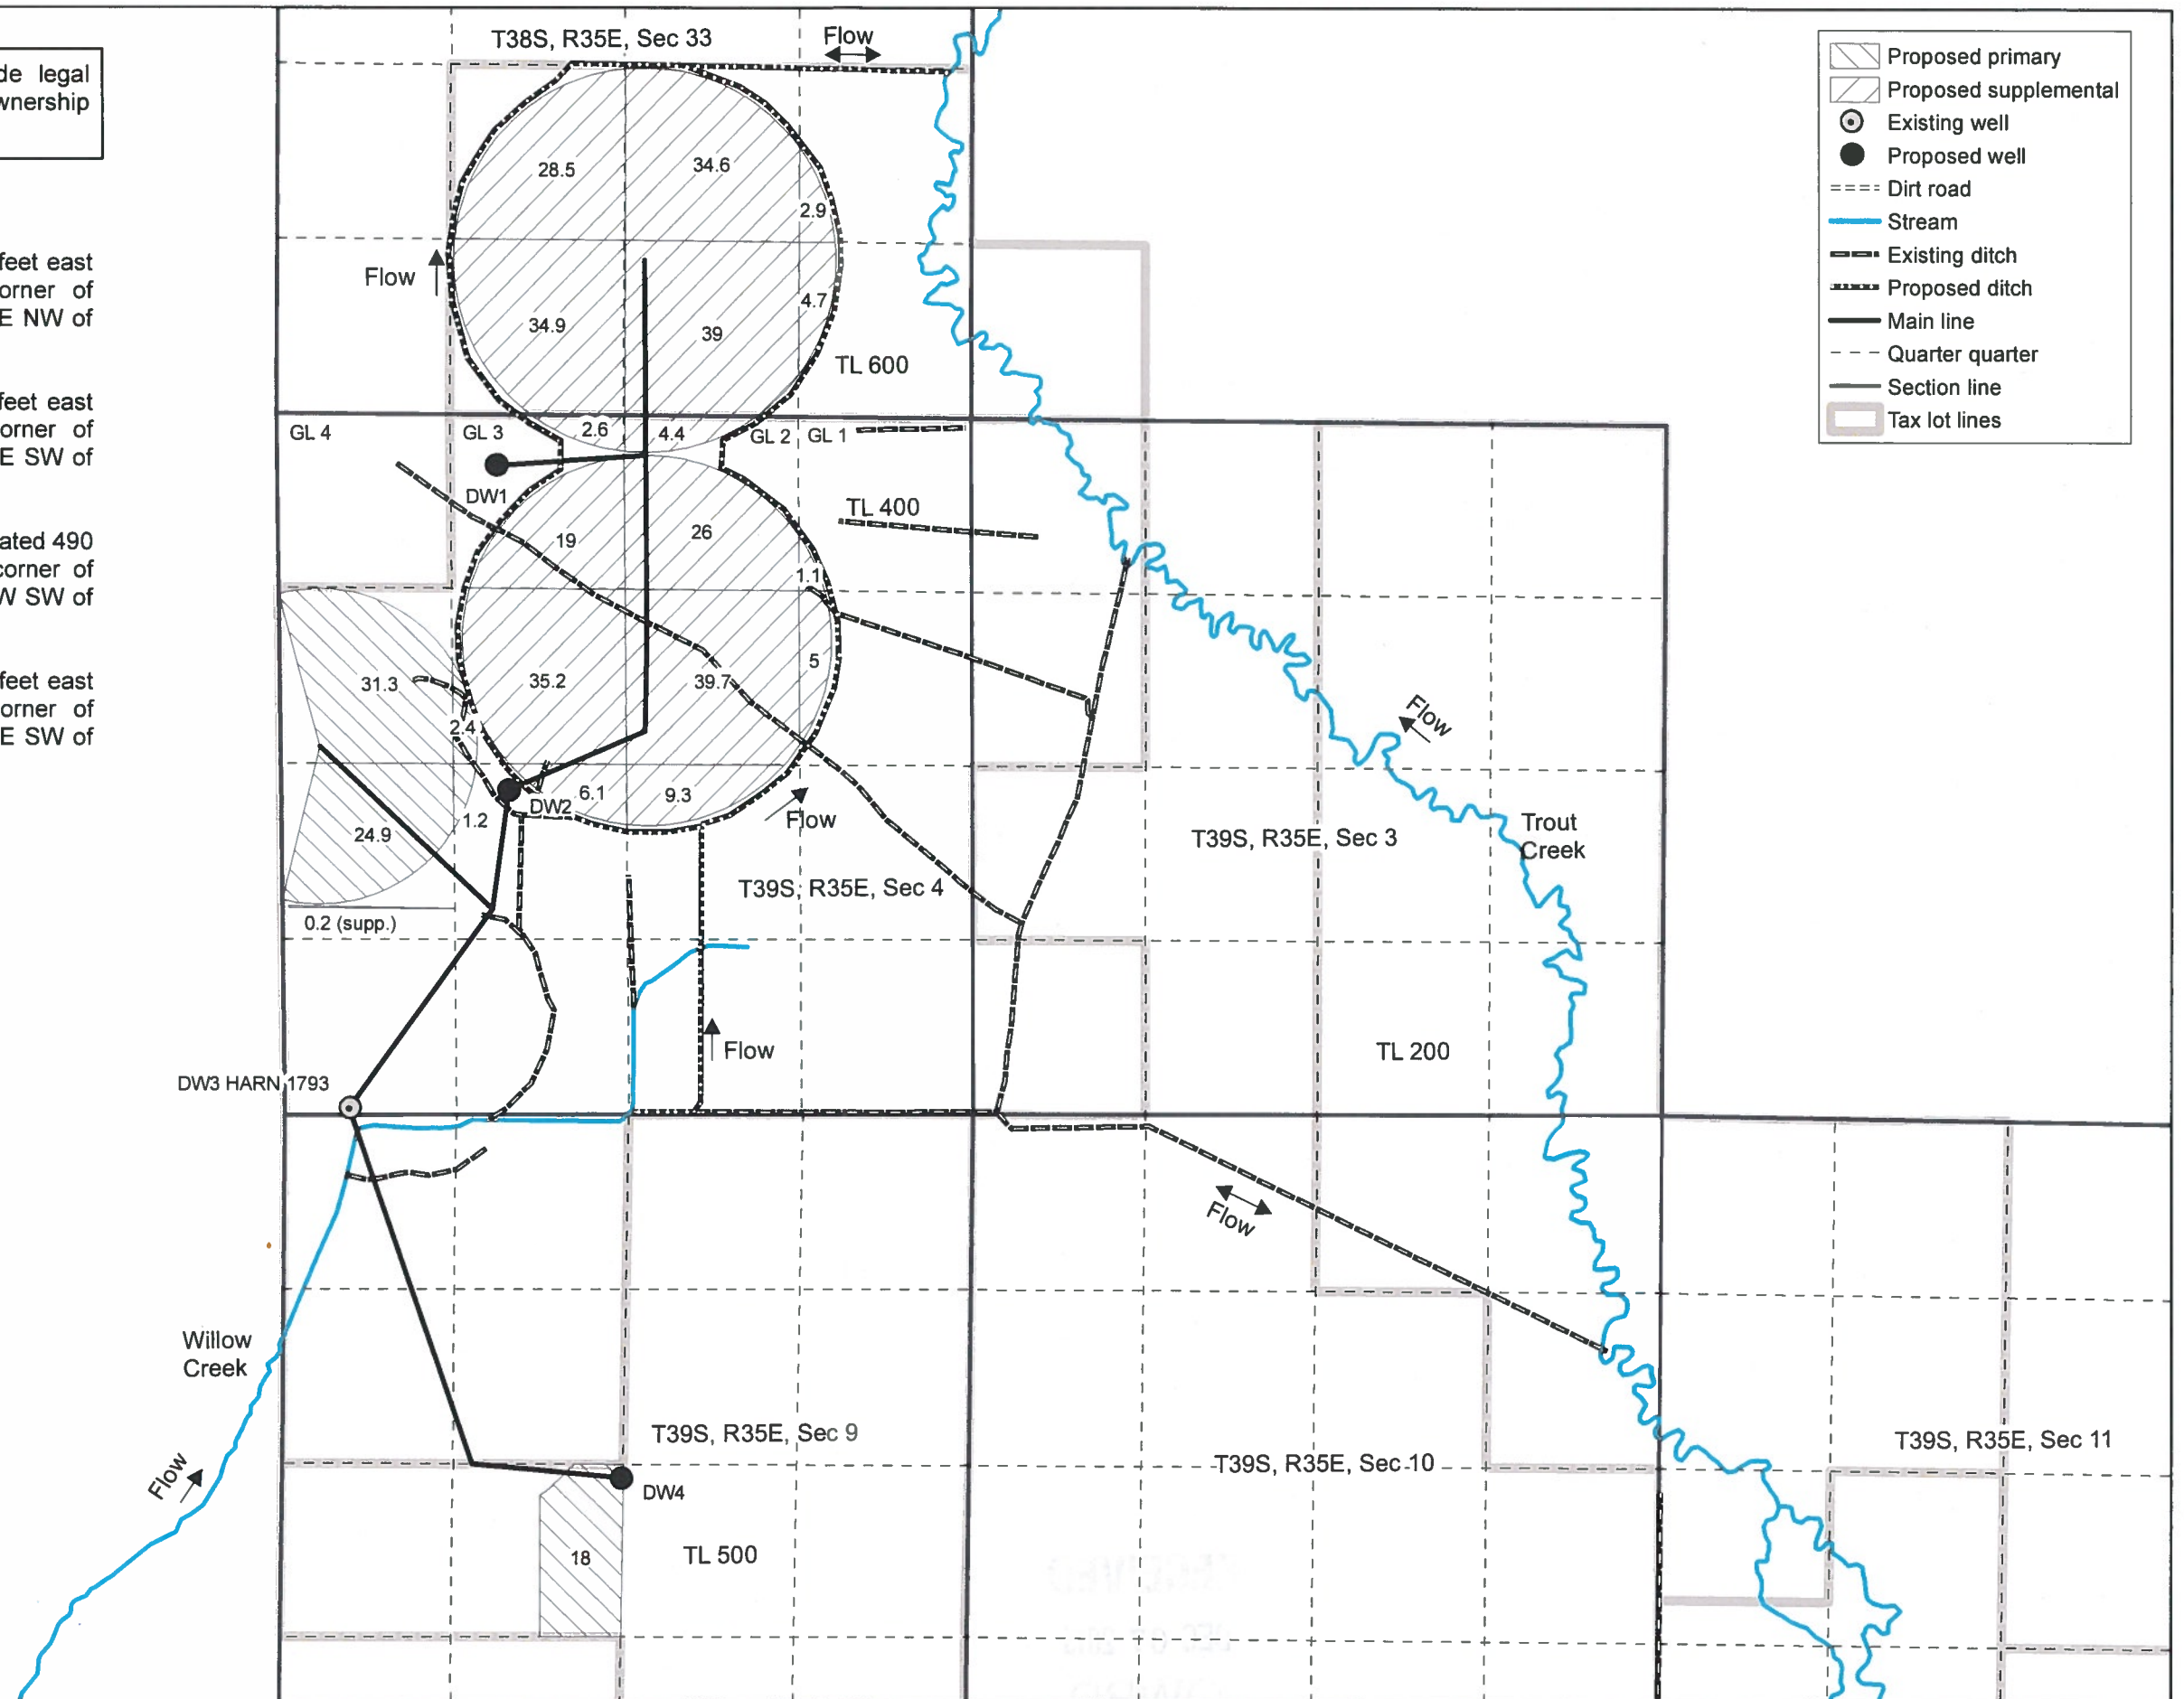 de legal
wnership
feet east
orner of
E NW of
feet east
orner of
E SW of
ated 490
corner of
W SW of
feet east
orner of
E SW of
T38S, R35E, Sec 33
Flow
28.5
34.6
2.9
Flow
34.9
39
4.7
TL 600
GL 4
GL 3
2.6
4.4
GL 2
GL 1
DW1
TL 400
19
26
1.1
31.3
2.4
35.2
39.7
5
6.1
9.3
DW2
1.2
24.9
Flow
0.2 (supp.)
T39S, R35E, Sec 4
T39S, R35E, Sec 3
Flow
Trout
Creek
Flow
TL 200
DW3 HARN 1793
Flow
Willow
Creek
Flow
T39S, R35E, Sec 9
T39S, R35E, Sec 10
T39S, R35E, Sec 11
DW4
18
TL 500
Proposed primary
Proposed supplemental
Existing well
Proposed well
Dirt road
Stream
Existing ditch
Proposed ditch
Main line
Quarter quarter
Section line
Tax lot lines